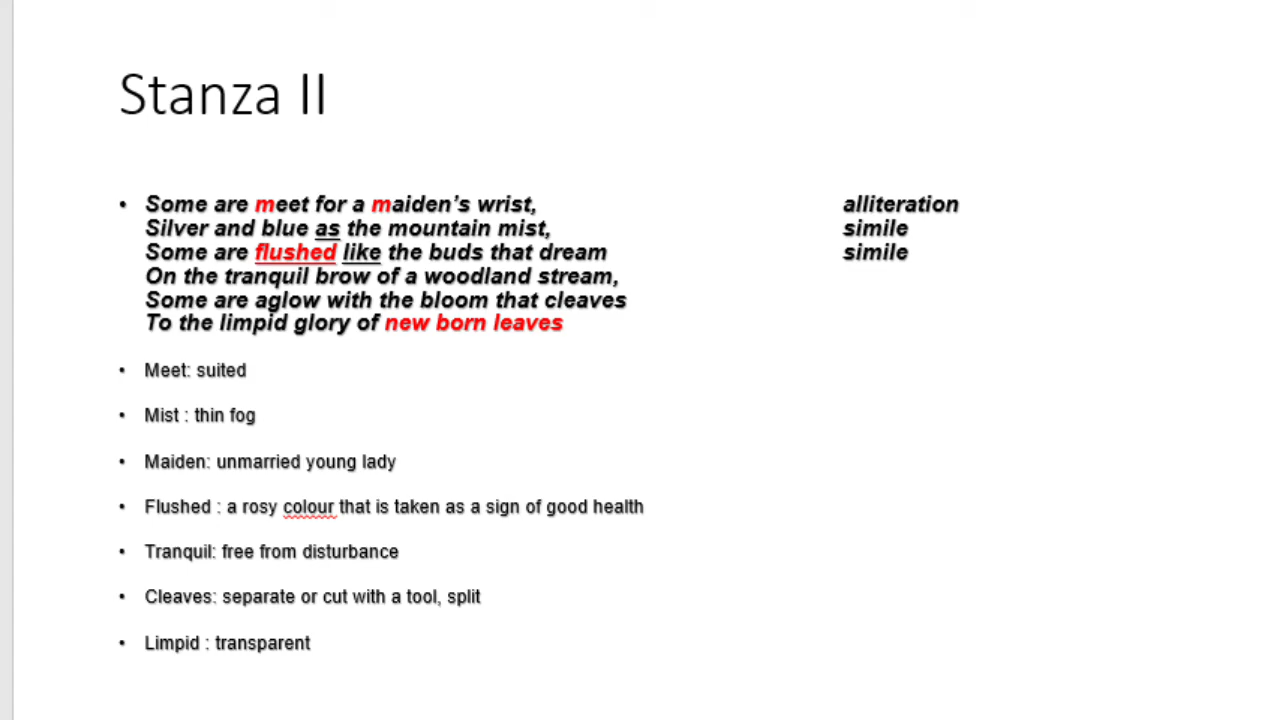 Stanza II
• Some are meet for a maiden's wrist, alliteration
Silver and blue as the mountain mist, simile
Some are flushed like the buds that dream simile
On the tranquil brow of a woodland stream,
Some are aglow with the bloom that cleaves
To the limpid glory of new born leaves
• Meet: suited
• Mist : thin fog
• Maiden: unmarried young lady
• Flushed : a rosy colour that is taken as a sign of good health
• Tranquil: free from disturbance
• Cleaves: separate or cut with a tool, split
• Limpid : transparent